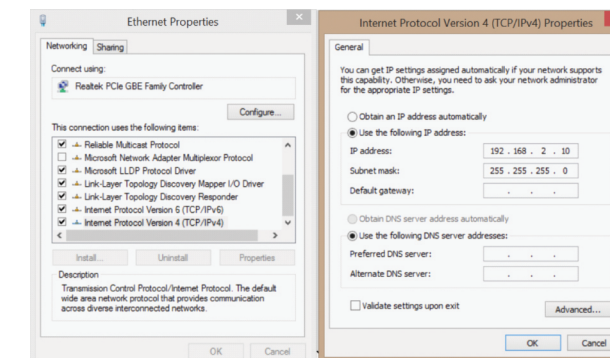 Ethernet Properties
Networking
Sharing
Connect using:
Realtek PCIe GBE Family Controller
Configure...
This connection uses the following items:
Reliable Multicast Protocol
Microsoft Network Adapter Multiplexor Protocol
Microsoft LLDP Protocol Driver
Link-Layer Topology Discovery Mapper I/O Driver
Link-Layer Topology Discovery Responder
Internet Protocol Version 6 (TCP/IPv6)
Internet Protocol Version 4 (TCP/IPv4)
Install...
Uninstall
Properties
Description
Transmission Control Protocol/Internet Protocol. The default
wide area network protocol that provides communication
across diverse interconnected networks.
OK
Cancel
Internet Protocol Version 4 (TCP/IPv4) Properties
General
You can get IP settings assigned automatically if your network supports
this capability. Otherwise, you need to ask your network administrator
for the appropriate IP settings.
Obtain an IP address automatically
Use the following IP address:
IP address: 192 . 168 . 2 . 10
Subnet mask: 255 . 255 . 255 . 0
Default gateway: . . .
Obtain DNS server address automatically
Use the following DNS server addresses:
Preferred DNS server: . . .
Alternate DNS server: . . .
Validate settings upon exit
Advanced...
OK
Cancel